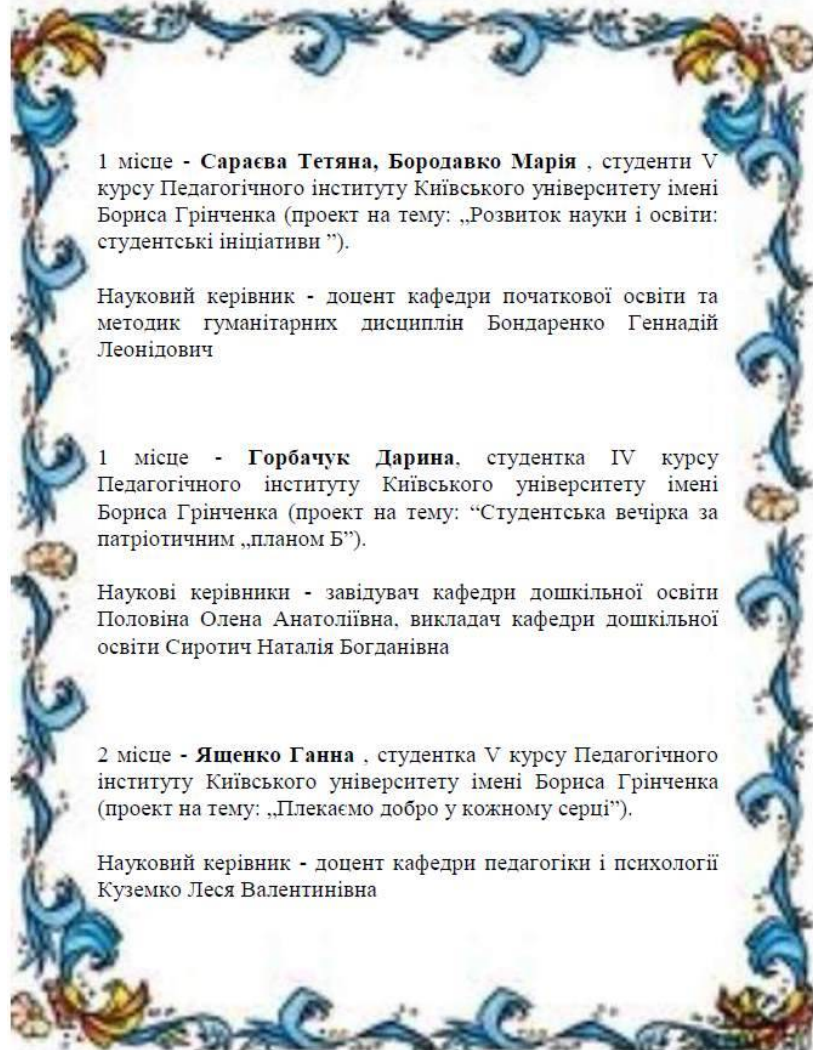 1 місце - Сараєва Тетяна, Бородавко Марія , студенти V
курсу Педагогічного інституту Київського університету імені
Бориса Грінченка (проект на тему: „Розвиток науки і освіти:
студентські ініціативи ”).
Науковий керівник - доцент кафедри початкової освіти та
методик гуманітарних дисциплін Бондаренко Геннадій
Леонідович
1 місце - Горбачук Дарина, студентка IV курсу
Педагогічного інституту Київського університету імені
Бориса Грінченка (проект на тему: “Студентська вечірка за
патріотичним „планом Б”).
Наукові керівники - завідувач кафедри дошкільної освіти
Половіна Олена Анатоліївна, викладач кафедри дошкільної
освіти Сиротич Наталія Богданівна
2 місце - Ященко Ганна , студентка V курсу Педагогічного
інституту Київського університету імені Бориса Грінченка
(проект на тему: „Плекаємо добро у кожному серці”).
Науковий керівник - доцент кафедри педагогіки і психології
Куземко Леся Валентинівна